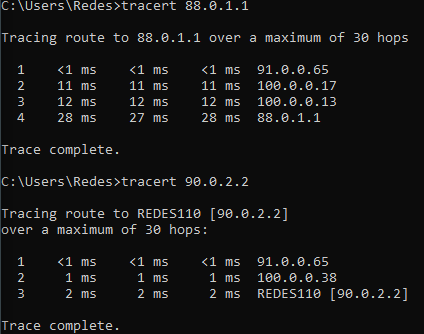 C:\Users\Redes>tracert 88.0.1.1
Tracing route to 88.0.1.1 over a maximum of 30 hops
1 <1 ms <1 ms <1 ms 91.0.0.65
2 11 ms 11 ms 11 ms 100.0.0.17
3 12 ms 12 ms 12 ms 100.0.0.13
4 28 ms 27 ms 28 ms 88.0.1.1
Trace complete.
C:\Users\Redes>tracert 90.0.2.2
Tracing route to REDES110 [90.0.2.2]
over a maximum of 30 hops:
1 <1 ms <1 ms <1 ms 91.0.0.65
2 1 ms 1 ms 1 ms 100.0.0.38
3 2 ms 2 ms 2 ms REDES110 [90.0.2.2]
Trace complete.